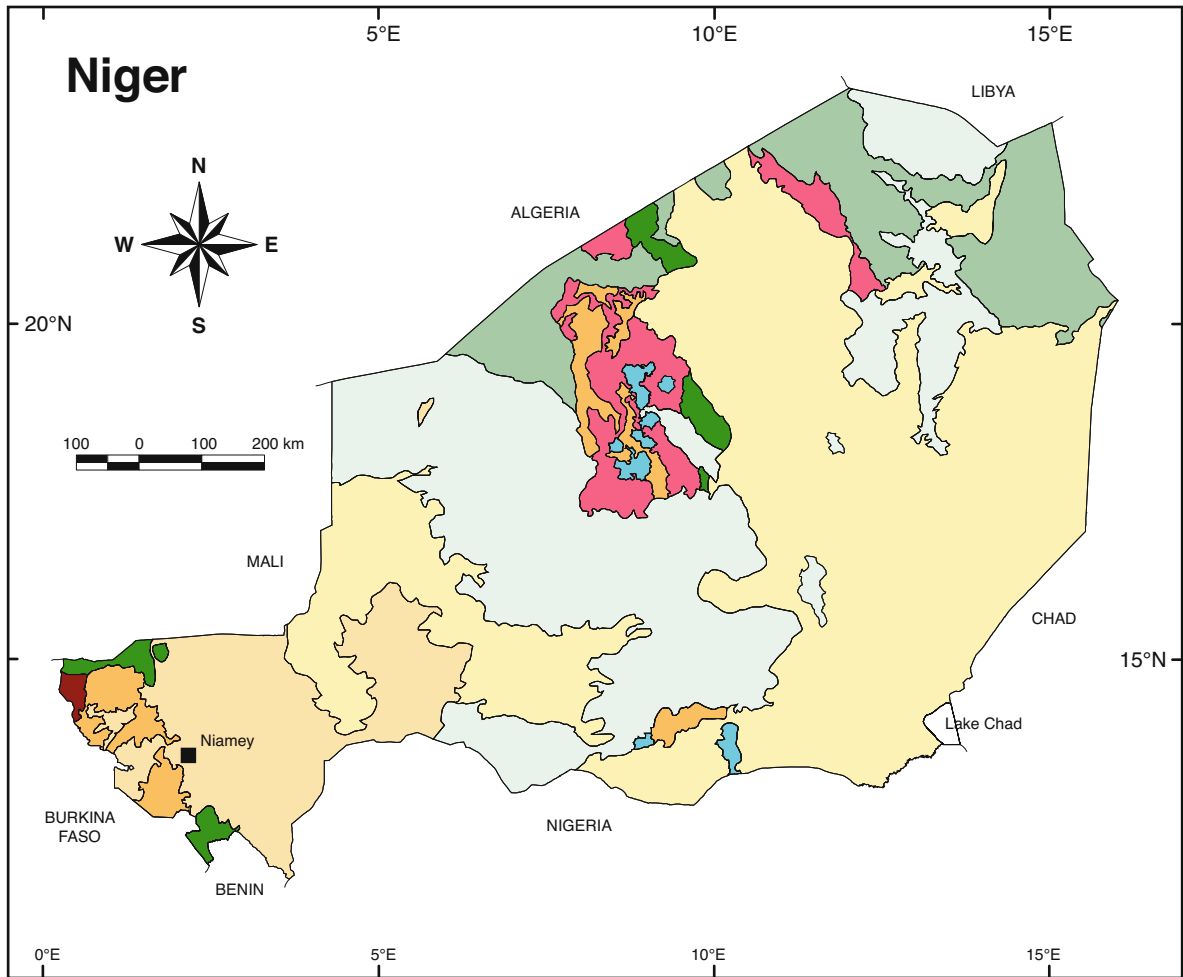 5°E
10°E
15°E
Niger
LIBYA
N
ALGERIA
W
E
S
20°N
100
0
100
200 km
MALI
CHAD
15°N
Lake Chad
Niamey
BURKINA
FASO
NIGERIA
BENIN
0°E
5°E
10°E
15°E